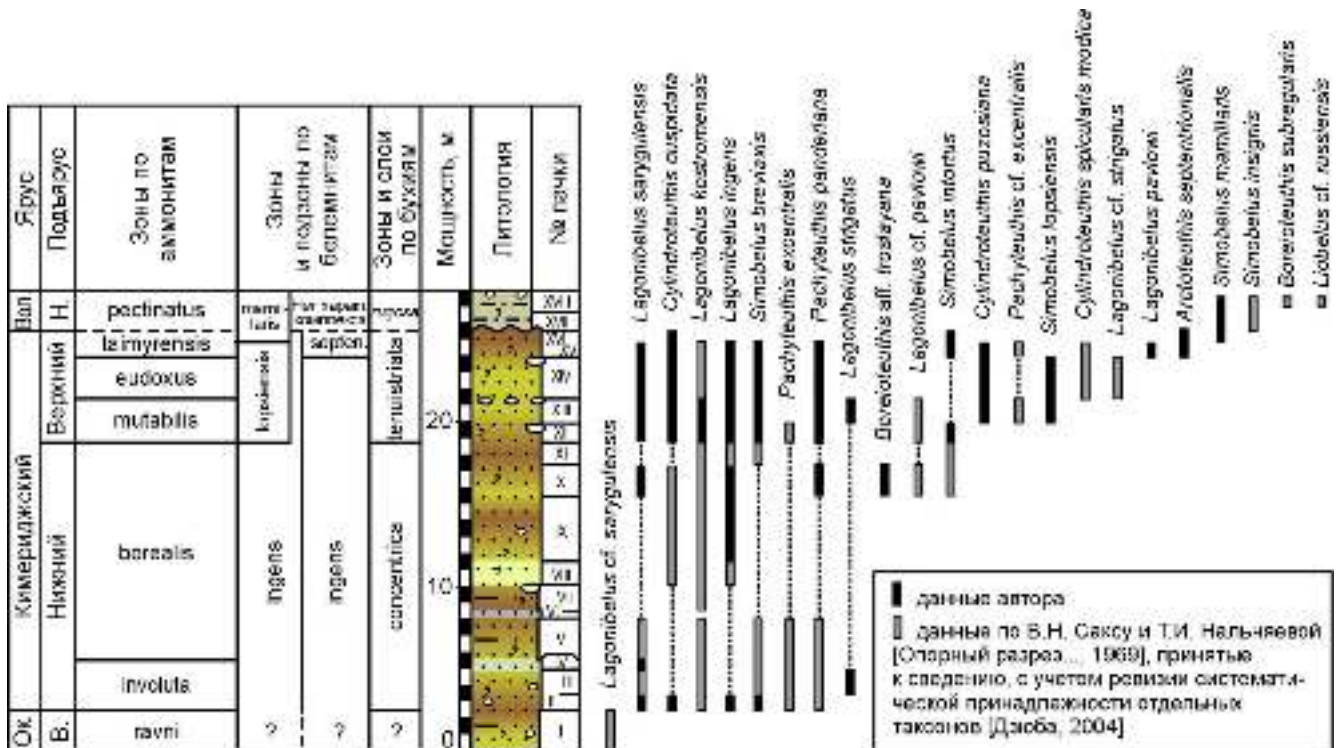 Ярус
Подъярус
Зоны по
аммонитам
Зоны
и подзоны по
белемнитам
Зоны и слои
по бухиям
Мощность, м
Литология
№ пачки
Lagonibelus cf. sarygulensis
Lagonibelus sarygulensis
Cylindroteuthis cuspidata
Lagonibelus kostromensis
Lagonibelus ingens
Simobelus breviaxis
Pachyteuthis excentralis
Pachyteuthis panderiana
Lagonibelus strigatus
Boreioteuthis aff. troslayana
Lagonibelus cf. pavlowi
Simobelus infortus
Cylindroteuthis puzosiana
Pachyteuthis cf. excentralis
Simobelus lopsiensis
Cylindroteuthis spicularis modica
Lagonibelus cf. strigatus
Lagonibelus pavlowi
Arctoteuthis septentrionalis
Simobelus mamillaris
Simobelus insignis
Boreioteuthis subregularis
Liobelus cf. russiensis
Вол
Н.
pectinatus
Кимериджский
Верхний
taimyrensis
septen.
eudoxus
mutabilis
tenuistriata
20
Нижний
borealis
ingens
ingens
concentrica
10
involuta
Ок
В.
ravni
?
?
?
0
XVIII
XVII
XV
XIV
XIII
XII
XI
X
VIII
VII
V
III
I
данные автора
данные по В.Н. Саксу и Т.И. Нальняевой
[Опорный разрез..., 1969], принятые
к сведению, с учетом ревизии системати-
ческой принадлежности отдельных
таксонов [Дзюба, 2004]